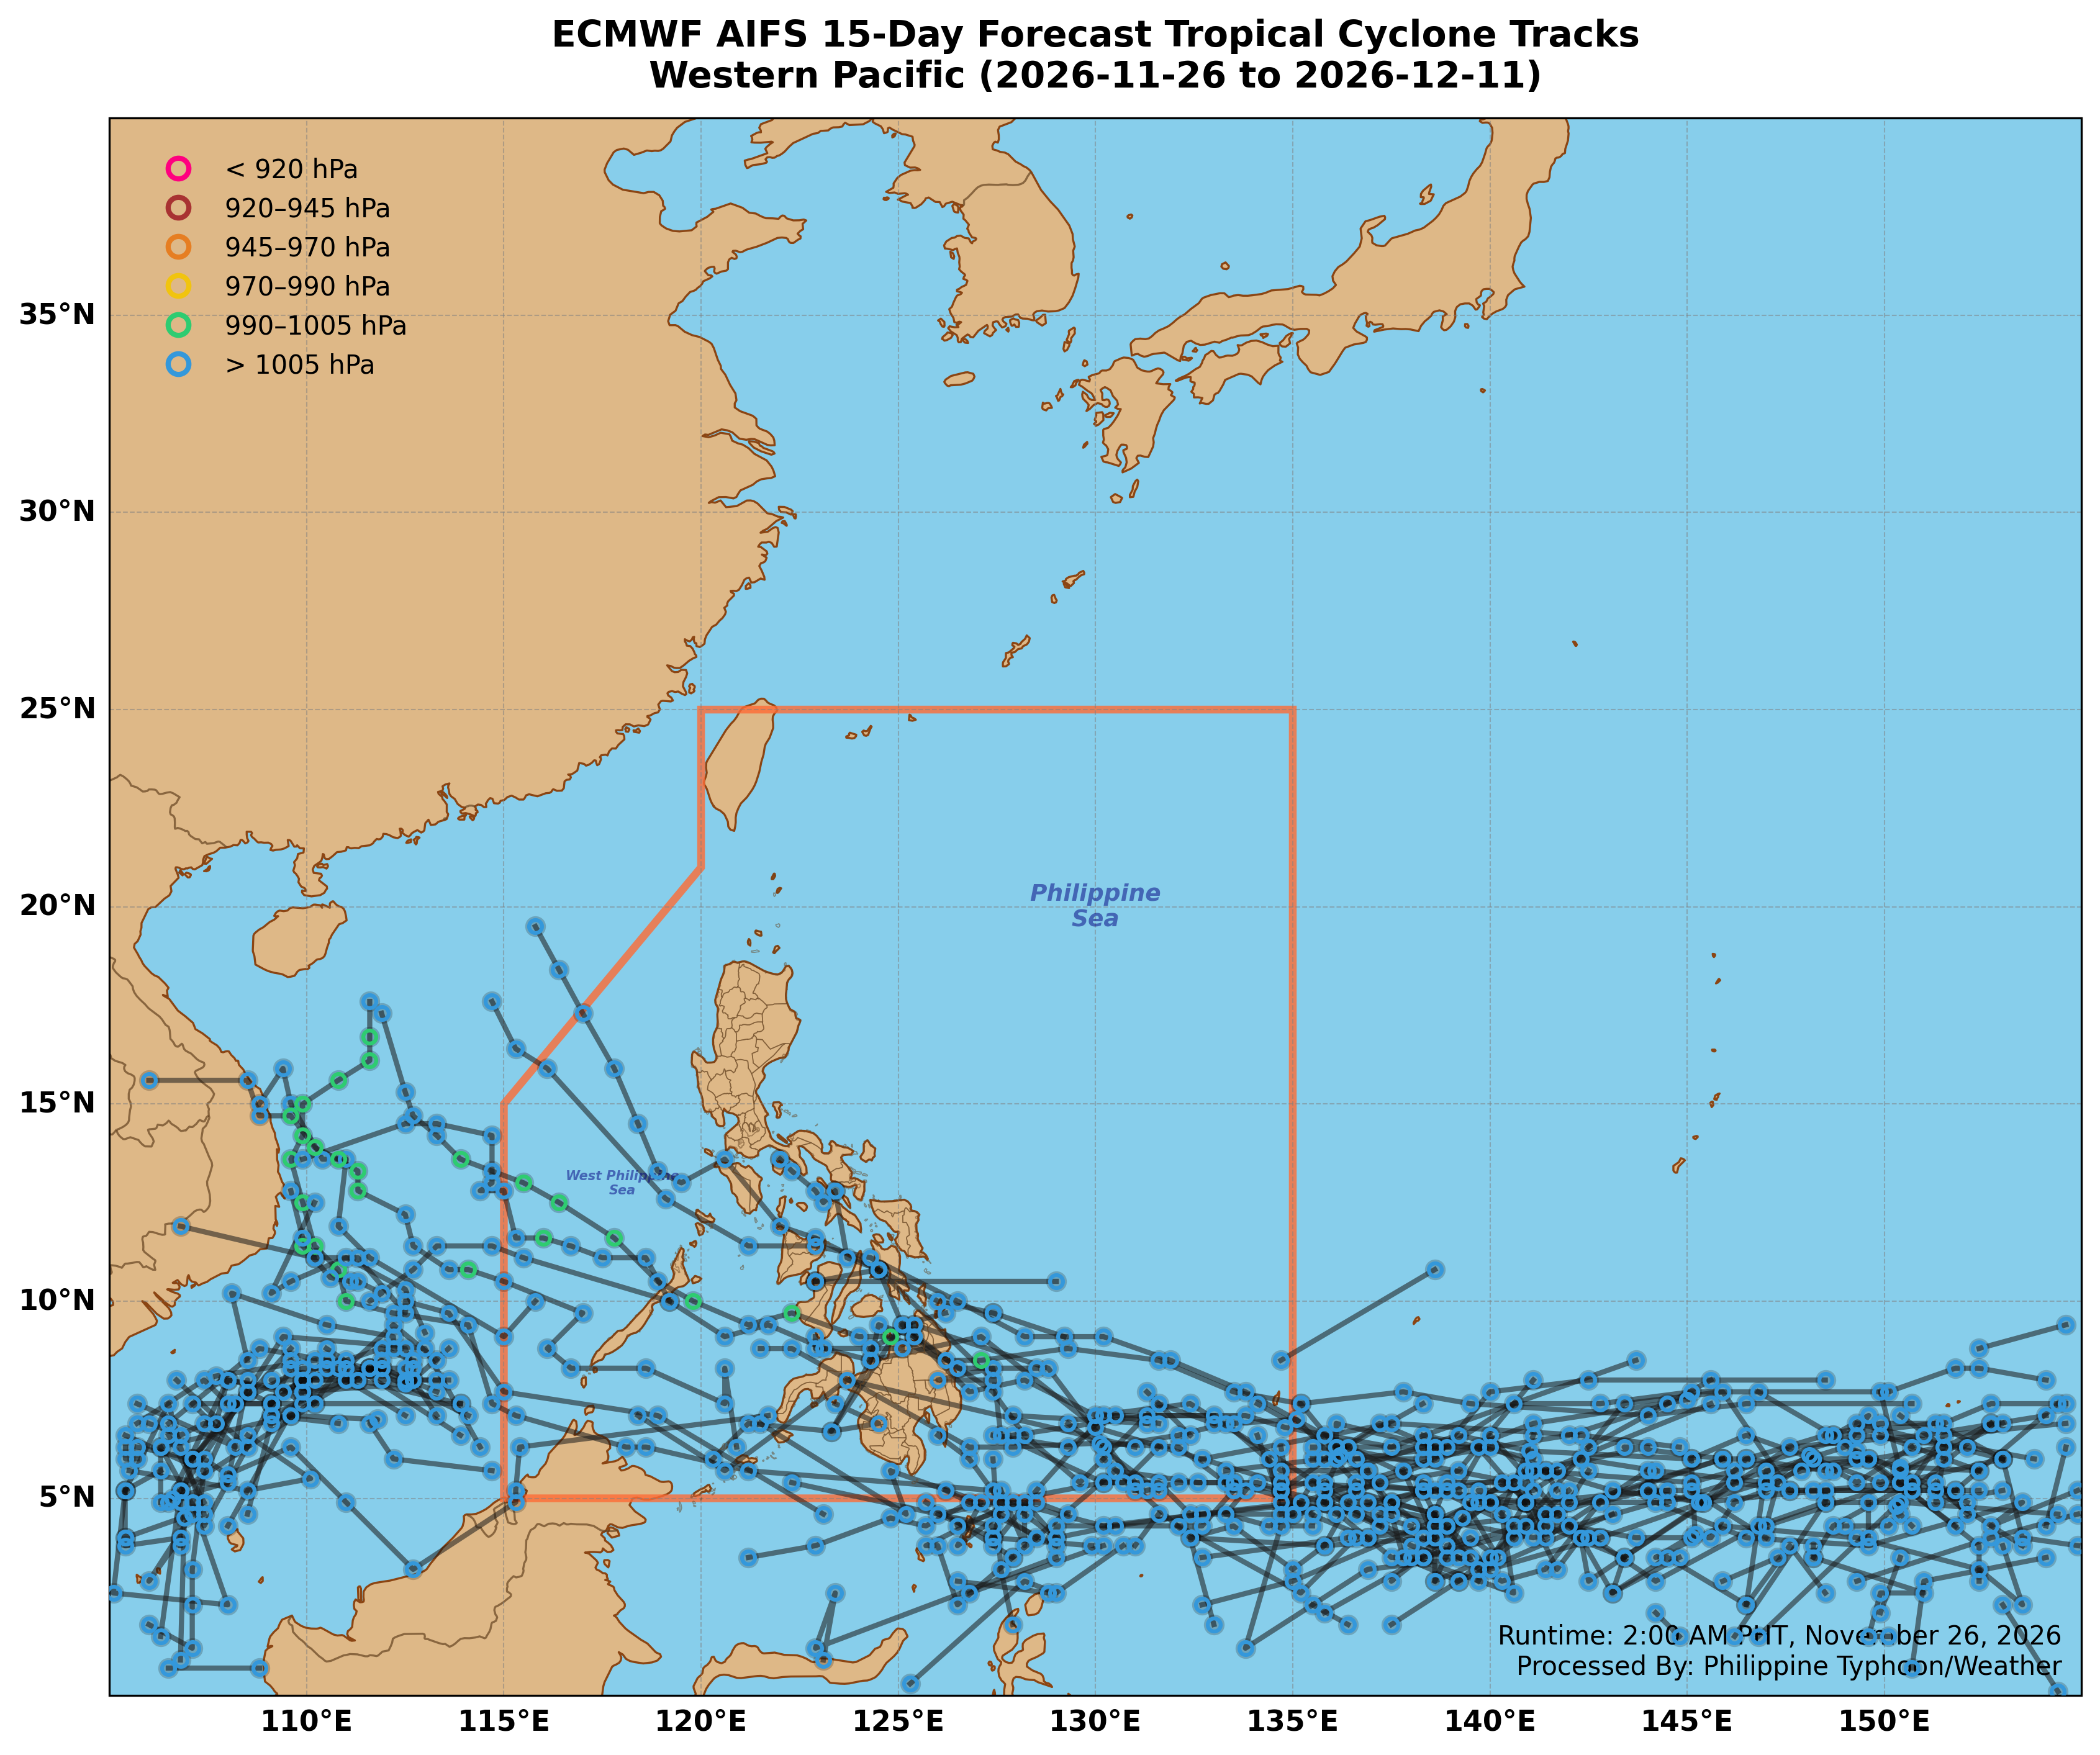 ECMWF AIFS 15-Day Forecast Tropical Cyclone Tracks
Western Pacific (2026-11-26 to 2026-12-11)
< 920 hPa
920–945 hPa
945–970 hPa
970–990 hPa
990–1005 hPa
> 1005 hPa
35°N
30°N
25°N
20°N
15°N
10°N
5°N
Philippine
Sea
West Philippine
Sea
Runtime: 2:00 AM PHT, November 26, 2026
Processed By: Philippine Typhoon/Weather
110°E
115°E
120°E
125°E
130°E
135°E
140°E
145°E
150°E